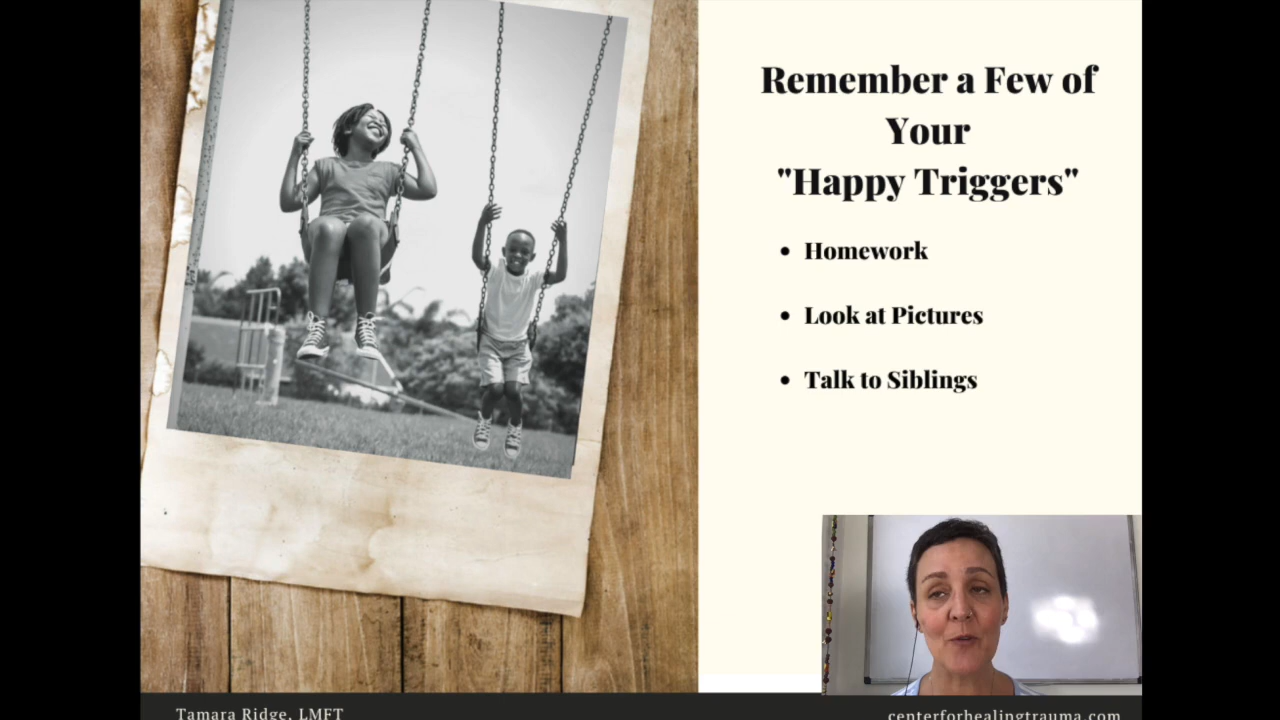 Remember a Few of
Your
"Happy Triggers"
• Homework
• Look at Pictures
• Talk to Siblings
Tamara Ridge, LMFT
centerforhealingtrauma.com